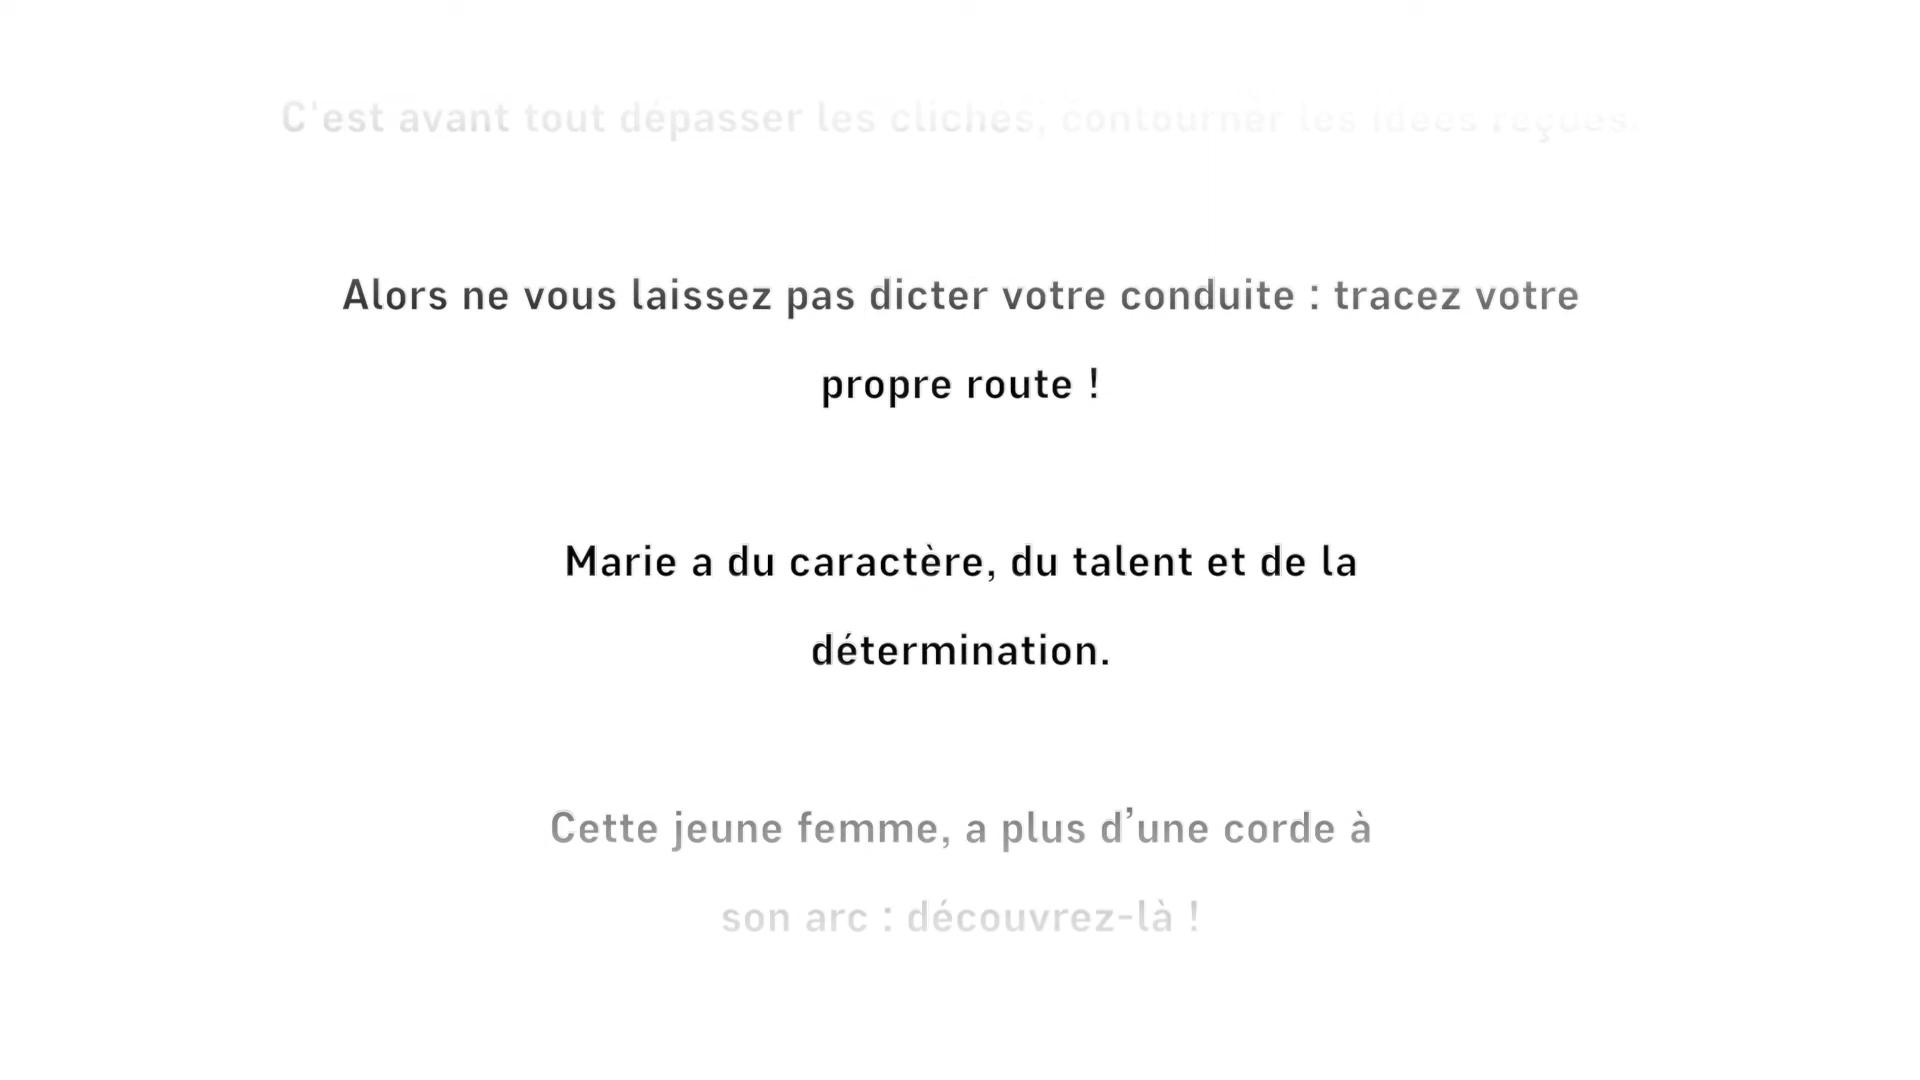 C'est avant tout dépasser les clichés, contourner les idées reçues.
Alors ne vous laissez pas dicter votre conduite : tracez votre
propre route !
Marie a du caractère, du talent et de la
détermination.
Cette jeune femme, a plus d’une corde à
son arc : découvrez-là !